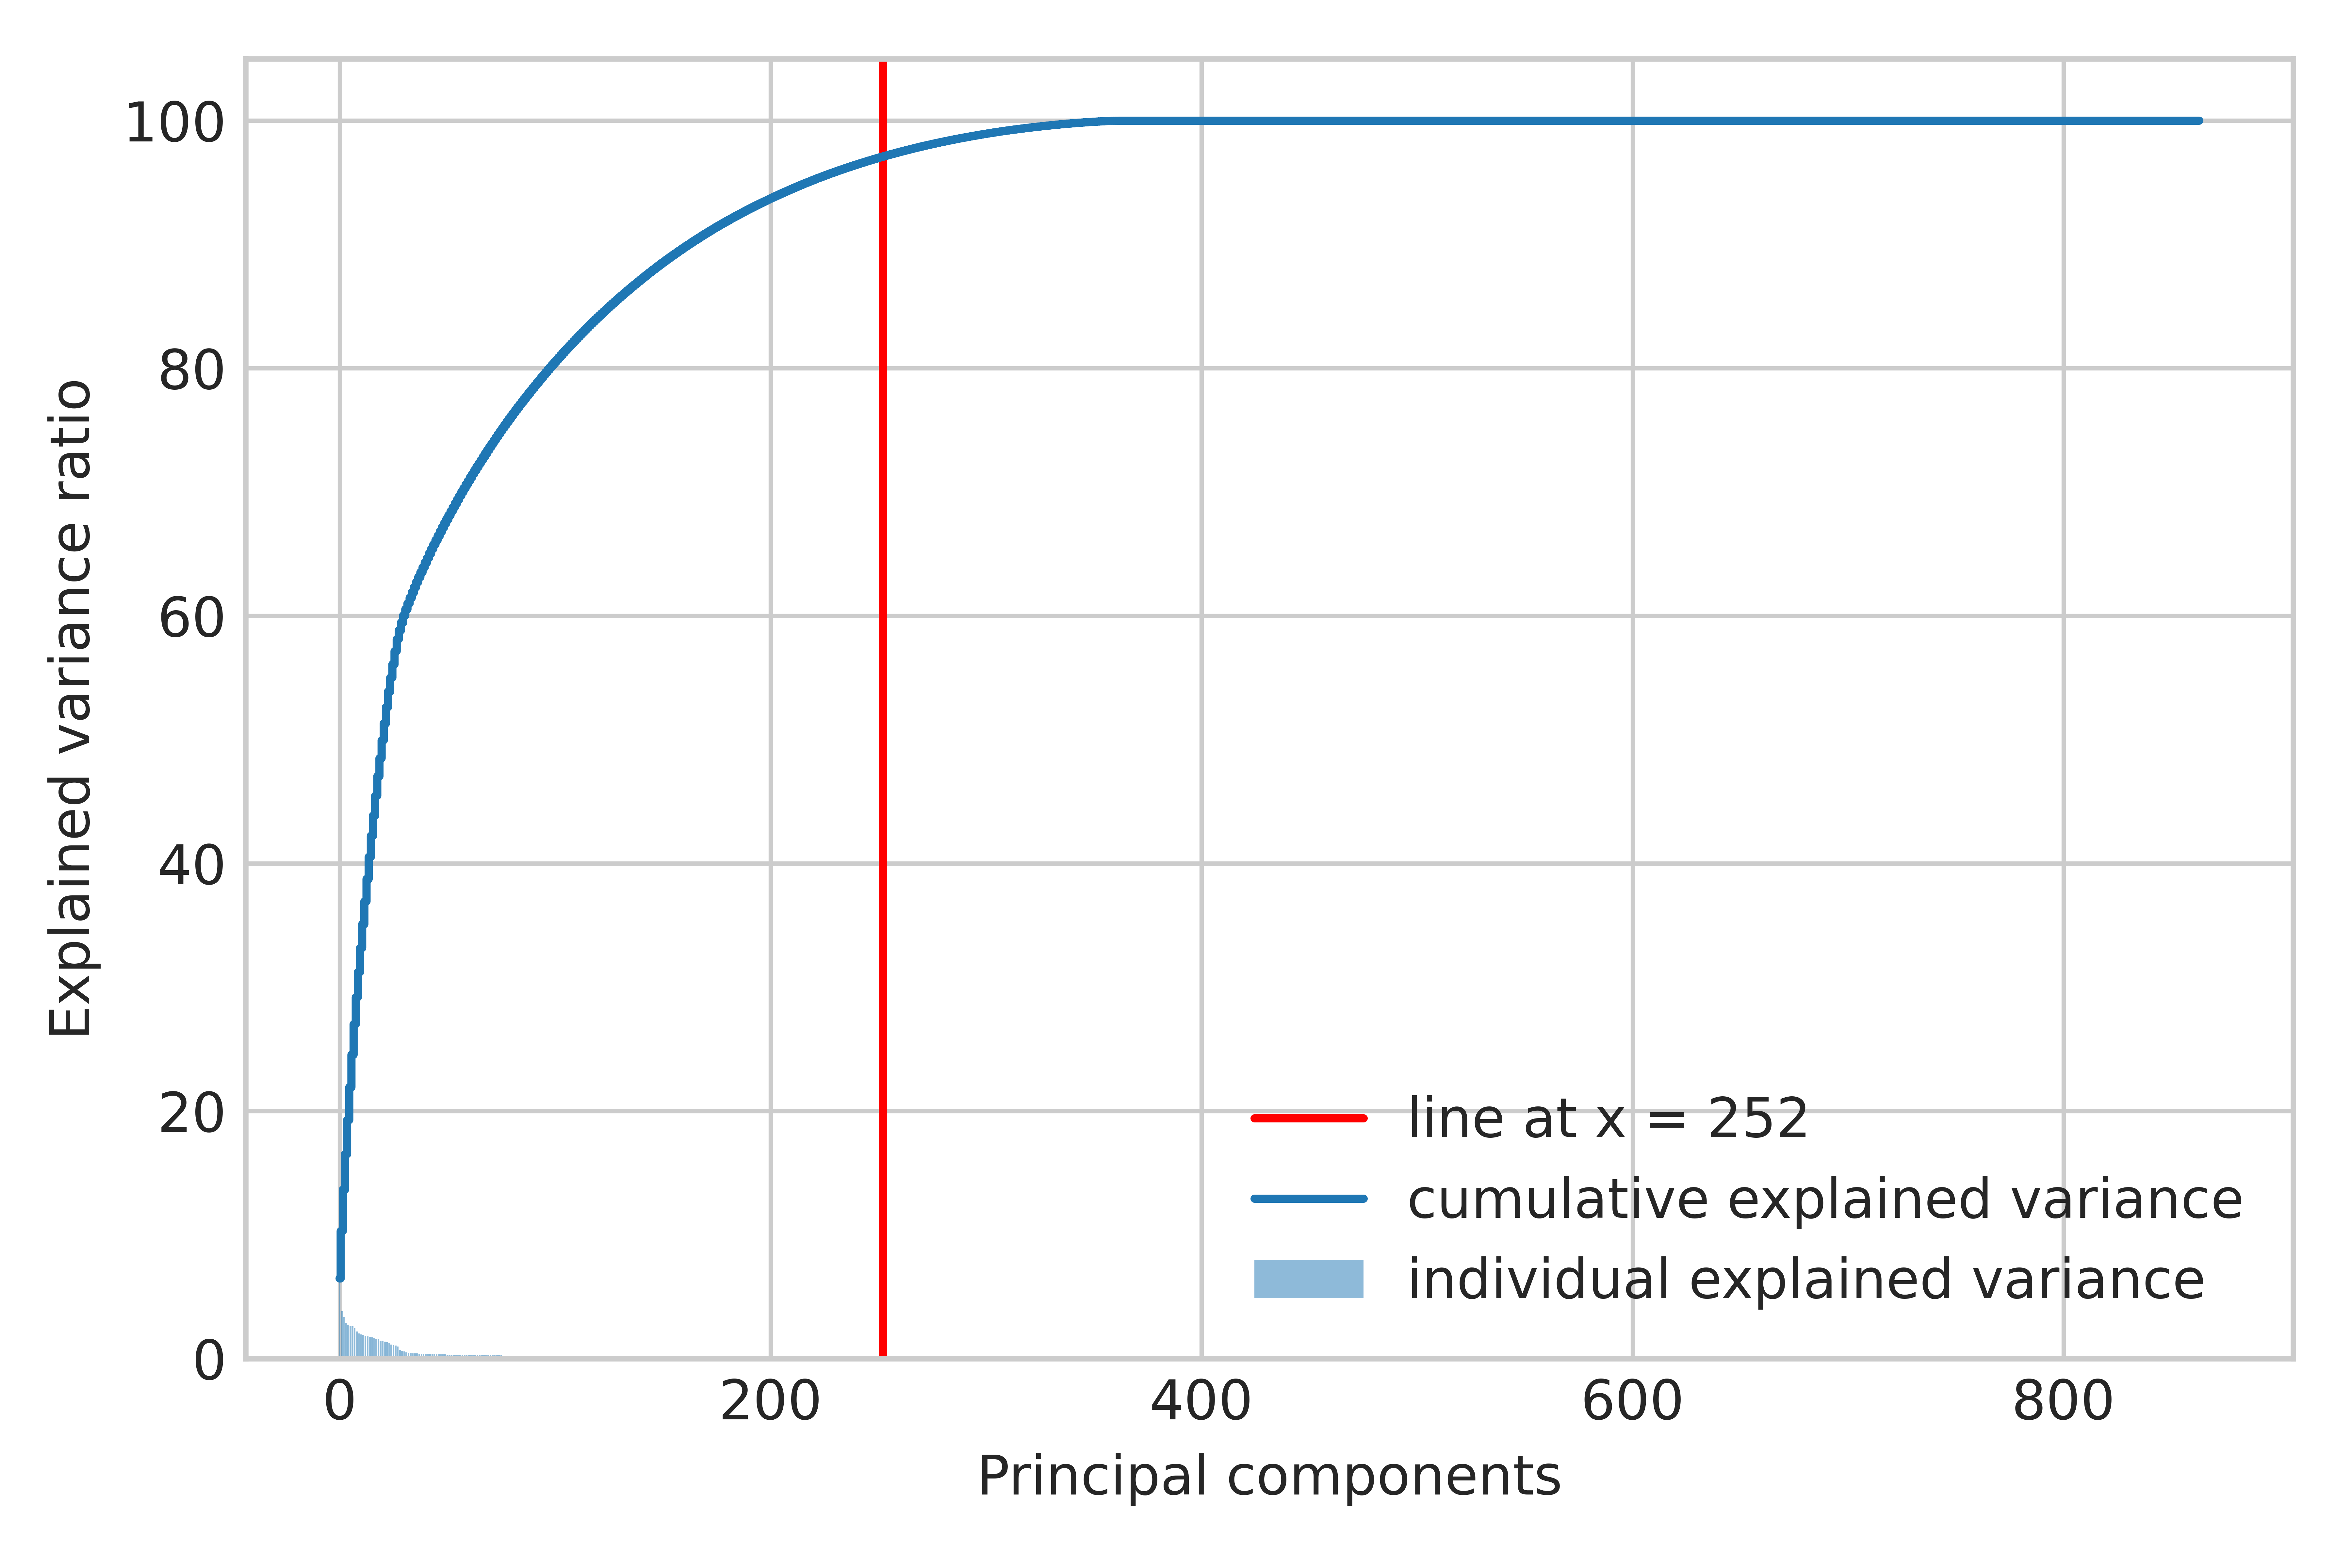 100
80
60
40
20
0
Explained variance ratio
line at x = 252
cumulative explained variance
individual explained variance
0 200 400 600 800
Principal components